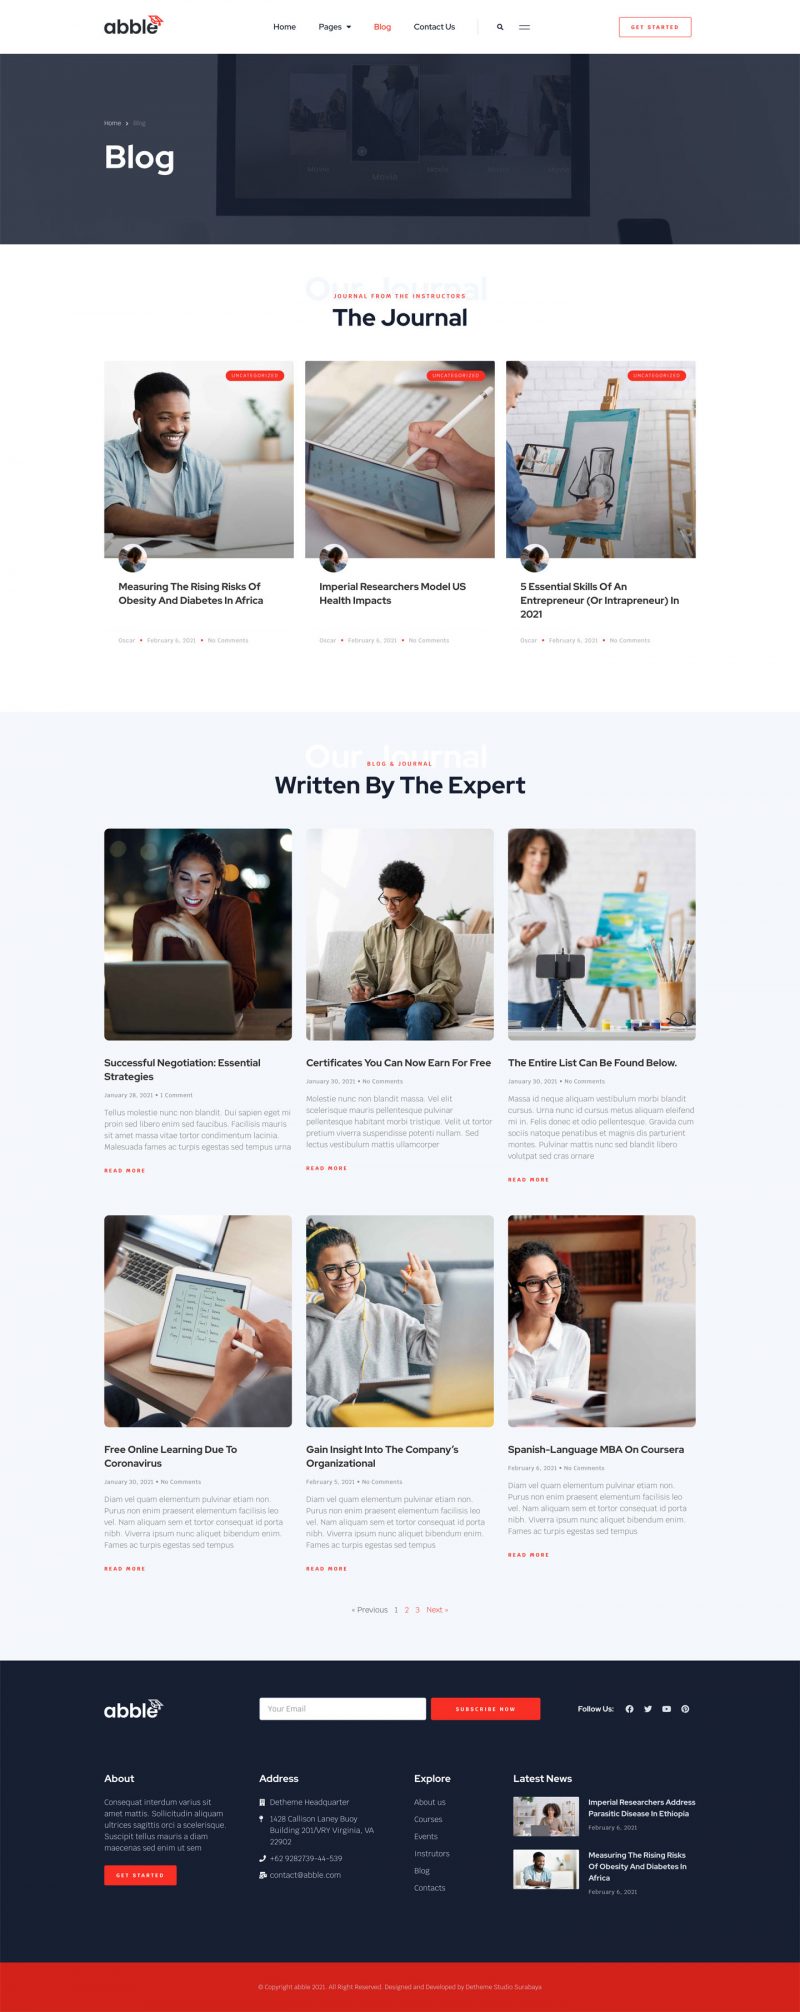 abble
Home
Pages
Blog
Contact Us
GET STARTED
Home > Blog
Blog
Movie
Movie
Movie
Movie
Movie
Our Journal
JOURNAL FROM THE INSTRUCTORS
The Journal
UNCATEGORIZED
UNCATEGORIZED
UNCATEGORIZED
Measuring The Rising Risks Of
Obesity And Diabetes In Africa
Oscar • February 6, 2021 • No Comments
Imperial Researchers Model US
Health Impacts
Oscar • February 6, 2021 • No Comments
5 Essential Skills Of An
Entrepreneur (Or Intrapreneur) In
2021
Oscar • February 6, 2021 • No Comments
Our Journal
BLOG & JOURNAL
Written By The Expert
Successful Negotiation: Essential
Strategies
January 28, 2021 • 1 Comment
Tellus molestie nunc non blandit. Dui sapien eget mi
proin sed libero enim sed faucibus. Facilisis mauris
sit amet massa vitae tortor condimentum lacinia.
Malesuada fames ac turpis egestas sed tempus urna
READ MORE
Certificates You Can Now Earn For Free
January 30, 2021 • No Comments
Molestie nunc non blandit massa. Vel elit
scelerisque mauris pellentesque pulvinar
pellentesque habitant morbi tristique. Velit ut tortor
pretium viverra suspendisse potenti nullam. Sed
lectus vestibulum mattis ullamcorper
READ MORE
The Entire List Can Be Found Below.
January 30, 2021 • No Comments
Massa id neque aliquam vestibulum morbi blandit
cursus. Urna nunc id cursus metus aliquam eleifend
mi in. Felis donec et odio pellentesque. Gravida cum
sociis natoque penatibus et magnis dis parturient
montes. Pulvinar mattis nunc sed blandit libero
volutpat sed cras ornare
READ MORE
Free Online Learning Due To
Coronavirus
January 30, 2021 • No Comments
Diam vel quam elementum pulvinar etiam non.
Purus non enim praesent elementum facilisis leo
vel. Nam aliquam sem et tortor consequat id porta
nibh. Viverra ipsum nunc aliquet bibendum enim.
Fames ac turpis egestas sed tempus
READ MORE
Gain Insight Into The Company's
Organizational
February 5, 2021 • No Comments
Diam vel quam elementum pulvinar etiam non.
Purus non enim praesent elementum facilisis leo
vel. Nam aliquam sem et tortor consequat id porta
nibh. Viverra ipsum nunc aliquet bibendum enim.
Fames ac turpis egestas sed tempus
READ MORE
Spanish-Language MBA On Coursera
February 6, 2021 • No Comments
Diam vel quam elementum pulvinar etiam non.
Purus non enim praesent elementum facilisis leo
vel. Nam aliquam sem et tortor consequat id porta
nibh. Viverra ipsum nunc aliquet bibendum enim.
Fames ac turpis egestas sed tempus
READ MORE
« Previous 1 2 3 Next »
abble
Your Email
SUBSCRIBE NOW
Follow Us:
About
Consequat interdum varius sit
amet mattis. Sollicitudin aliquam
ultrices sagittis orci a scelerisque.
Suscipit tellus mauris a diam
maecenas sed enim ut sem
GET STARTED
Address
Detheme Headquarter
1428 Callison Laney Buoy
Building 201/VRY Virginia, VA
22902
+62 9282739-44-539
contact@abble.com
Explore
About us
Courses
Events
Instrutors
Blog
Contacts
Latest News
Imperial Researchers Address
Parasitic Disease In Ethiopia
February 6, 2021
Measuring The Rising Risks
Of Obesity And Diabetes In
Africa
February 6, 2021
© Copyright abble 2021. All Right Reserved. Designed and Developed by Detheme Studio Surabaya